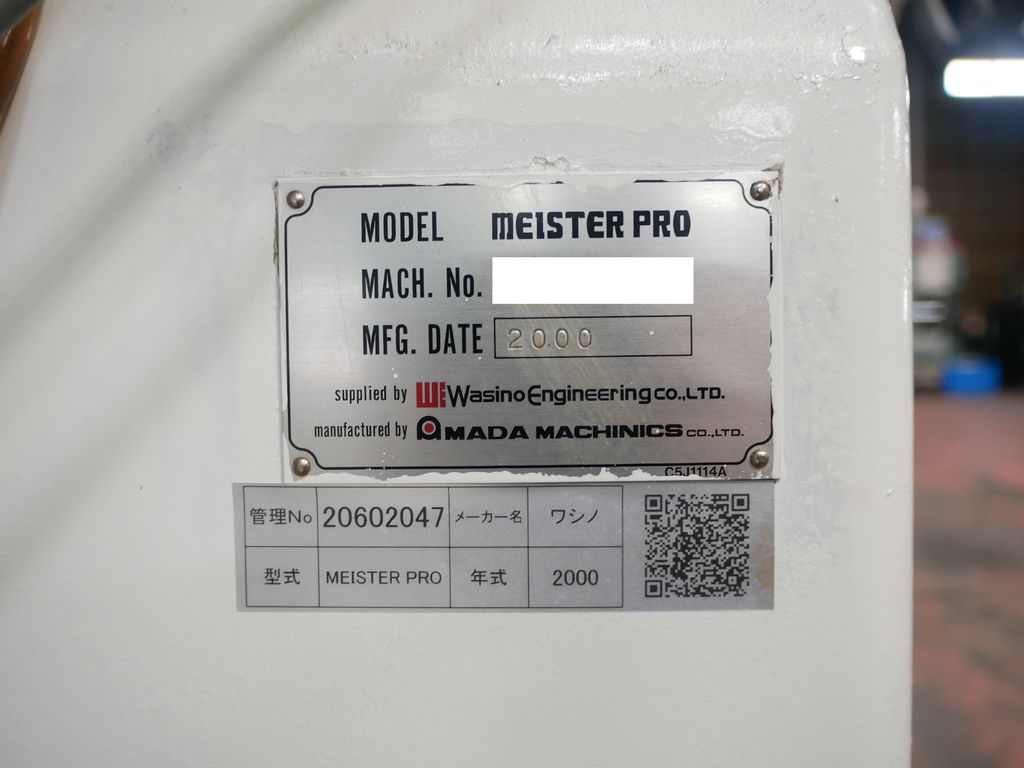 MODEL MEISTER PRO
MACH. No.
MFG. DATE 2000
supplied by WE Wasino Engineering CO.,LTD.
manufactured by AMADA MACHINICS CO.,LTD.
C5J1114A
管理No 20602047 メーカー名 ワシノ
型式 MEISTER PRO 年式 2000